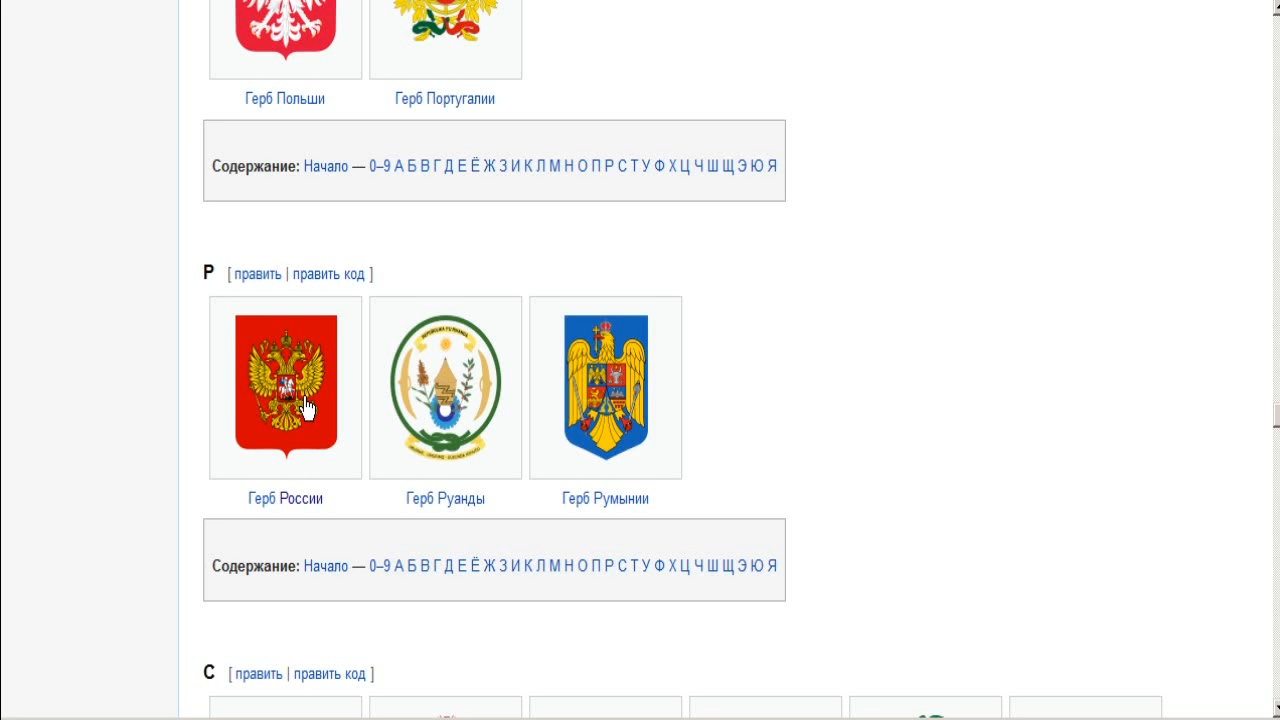 Герб Польши Герб Португалии
Содержание: Начало — 0–9 А Б В Г Д Е Ё Ж З И К Л М Н О П Р С Т У Ф Х Ц Ч Ш Щ Э Ю Я
Р [ править | править код ]
Герб России Герб Руанды Герб Румынии
Содержание: Начало — 0–9 А Б В Г Д Е Ё Ж З И К Л М Н О П Р С Т У Ф Х Ц Ч Ш Щ Э Ю Я
С [ править | править код ]